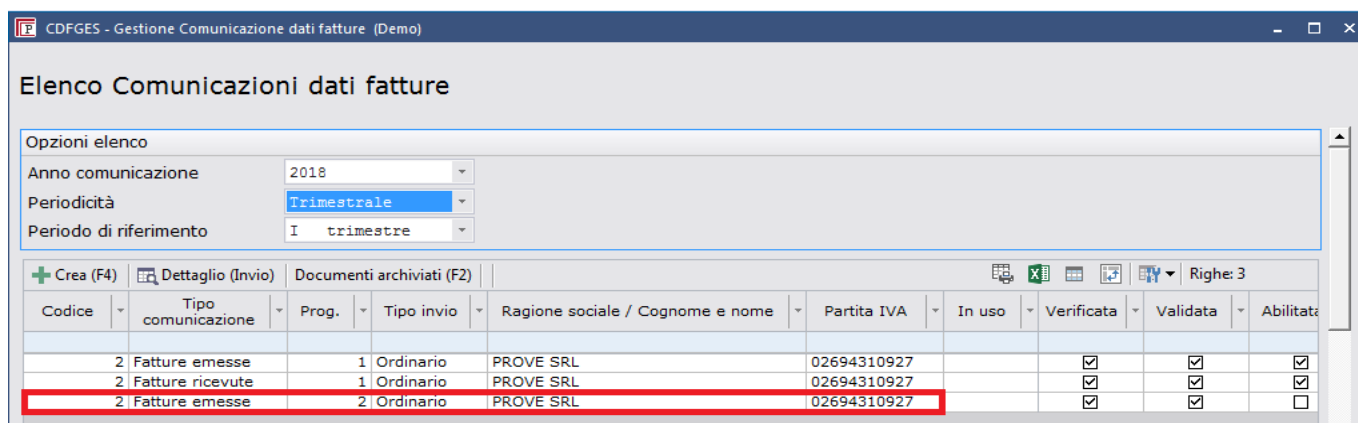 CDFGES - Gestione Comunicazione dati fatture (Demo)
Elenco Comunicazioni dati fatture
Opzioni elenco
Anno comunicazione 2018
Periodicità Trimestrale
Periodo di riferimento I trimestre
Crea (F4) Dettaglio (Invio) Documenti archiviati (F2) Righe: 3
Codice Tipo comunicazione Prog. Tipo invio Ragione sociale / Cognome e nome Partita IVA In uso Verificata Validata Abilitata
2 Fatture emesse 1 Ordinario PROVE SRL 02694310927
2 Fatture ricevute 1 Ordinario PROVE SRL 02694310927
2 Fatture emesse 2 Ordinario PROVE SRL 02694310927